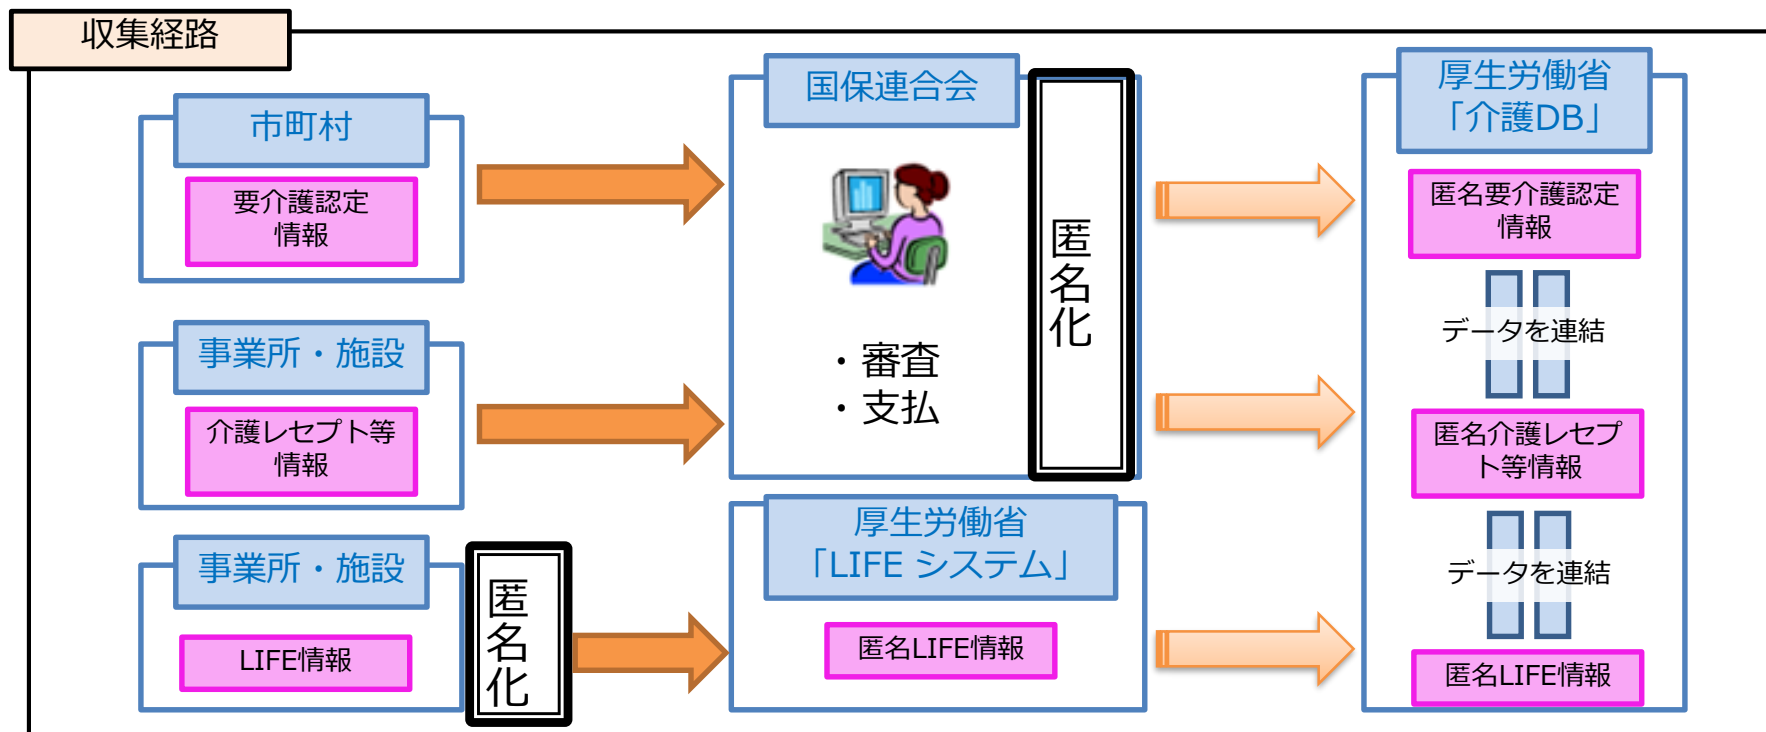 収集経路
市町村
要介護認定
情報
事業所・施設
介護レセプト等
情報
事業所・施設
LIFE情報
匿名化
国保連合会
・審査
・支払
匿名化
厚生労働省
「LIFE システム」
匿名LIFE情報
厚生労働省
「介護DB」
匿名要介護認定
情報
データを連結
匿名介護レセプ
ト等情報
データを連結
匿名LIFE情報